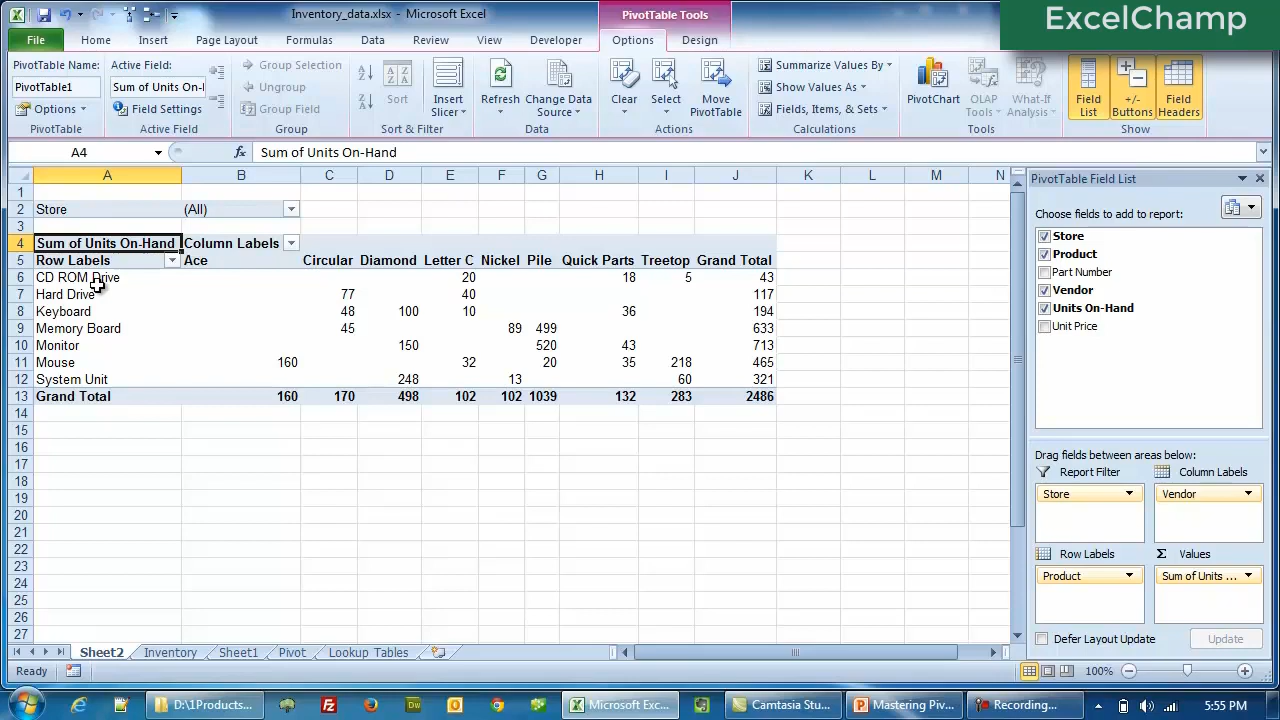 Inventory_data.xlsx - Microsoft Excel
PivotTable Tools
ExcelChamp
File Home Insert Page Layout Formulas Data Review View Developer Options Design
PivotTable Name:
PivotTable1
Options
PivotTable
Active Field:
Sum of Units On-l
Field Settings
Active Field
Group Selection
Ungroup
Group Field
Group
Sort
Insert Slicer
Sort & Filter
Refresh
Change Data Source
Data
Clear
Select
Move PivotTable
Actions
Summarize Values By
Show Values As
Fields, Items, & Sets
Calculations
PivotChart
OLAP Tools
What-If Analysis
Tools
Field List
+/- Buttons
Field Headers
Show
A4 fx Sum of Units On-Hand
A B C D E F G H I J K L M N
1
2 Store (All)
3
4 Sum of Units On-Hand Column Labels
5 Row Labels Ace Circular Diamond Letter C Nickel Pile Quick Parts Treetop Grand Total
6 CD ROM Drive 20 18 5 43
7 Hard Drive 77 40 117
8 Keyboard 48 100 10 36 194
9 Memory Board 45 89 499 633
10 Monitor 150 520 43 713
11 Mouse 160 32 20 35 218 465
12 System Unit 248 13 60 321
13 Grand Total 160 170 498 102 102 1039 132 283 2486
14
15
16
17
18
19
20
21
22
23
24
25
26
27
PivotTable Field List
Choose fields to add to report:
Store
Product
Part Number
Vendor
Units On-Hand
Unit Price
Drag fields between areas below:
Report Filter
Column Labels
Store
Vendor
Row Labels
Σ Values
Product
Sum of Units ...
Defer Layout Update
Update
Sheet2 Inventory Sheet1 Pivot Lookup Tables
Ready
100%
D:\1Products...
Microsoft Exc...
Camtasia Stu...
Mastering Piv...
Recording...
5:55 PM